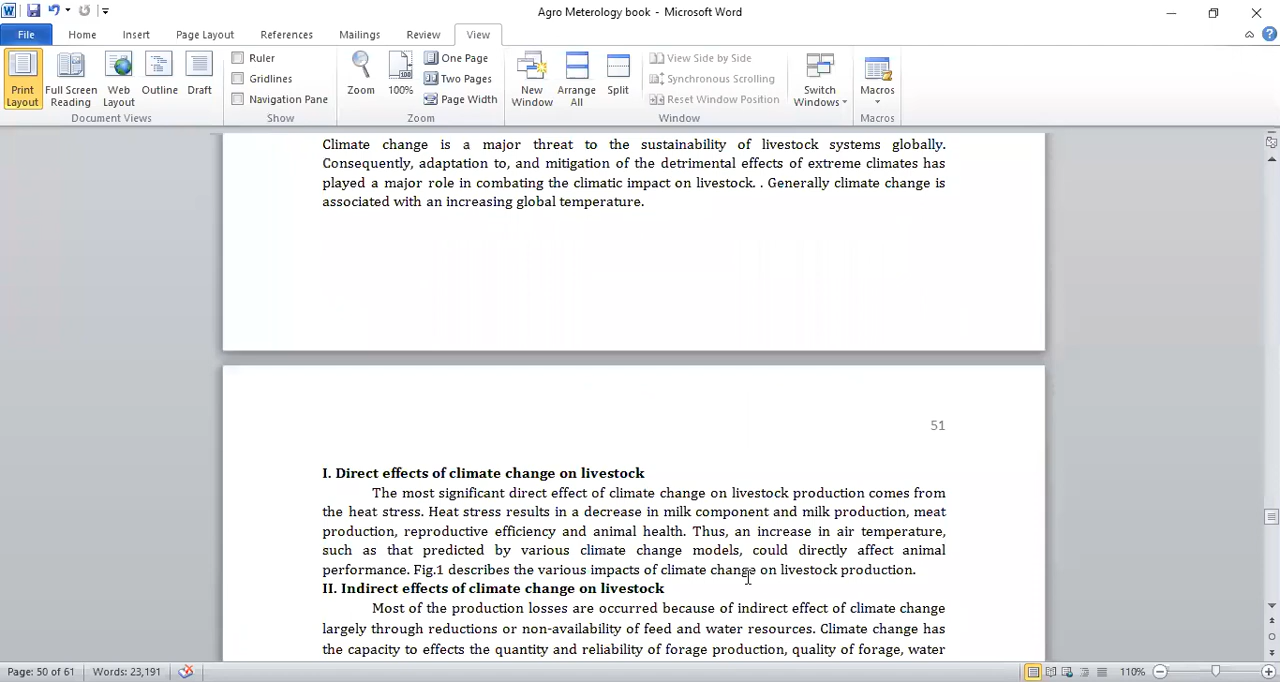 Agro Meterology book - Microsoft Word
File Home Insert Page Layout References Mailings Review View
Print Layout
Full Screen Reading
Web Layout
Outline
Draft
Document Views
Ruler
Gridlines
Navigation Pane
Show
Zoom
100
100%
One Page
Two Pages
Page Width
Zoom
New Window
Arrange All
Split
View Side by Side
Synchronous Scrolling
Reset Window Position
Window
Switch Windows
Macros
Macros
Climate change is a major threat to the sustainability of livestock systems globally.
Consequently, adaptation to, and mitigation of the detrimental effects of extreme climates has
played a major role in combating the climatic impact on livestock. . Generally climate change is
associated with an increasing global temperature.
51
I. Direct effects of climate change on livestock
The most significant direct effect of climate change on livestock production comes from
the heat stress. Heat stress results in a decrease in milk component and milk production, meat
production, reproductive efficiency and animal health. Thus, an increase in air temperature,
such as that predicted by various climate change models, could directly affect animal
performance. Fig.1 describes the various impacts of climate change on livestock production.
II. Indirect effects of climate change on livestock
Most of the production losses are occurred because of indirect effect of climate change
largely through reductions or non-availability of feed and water resources. Climate change has
the capacity to effects the quantity and reliability of forage production, quality of forage, water
Page: 50 of 61 Words: 23,191 110%